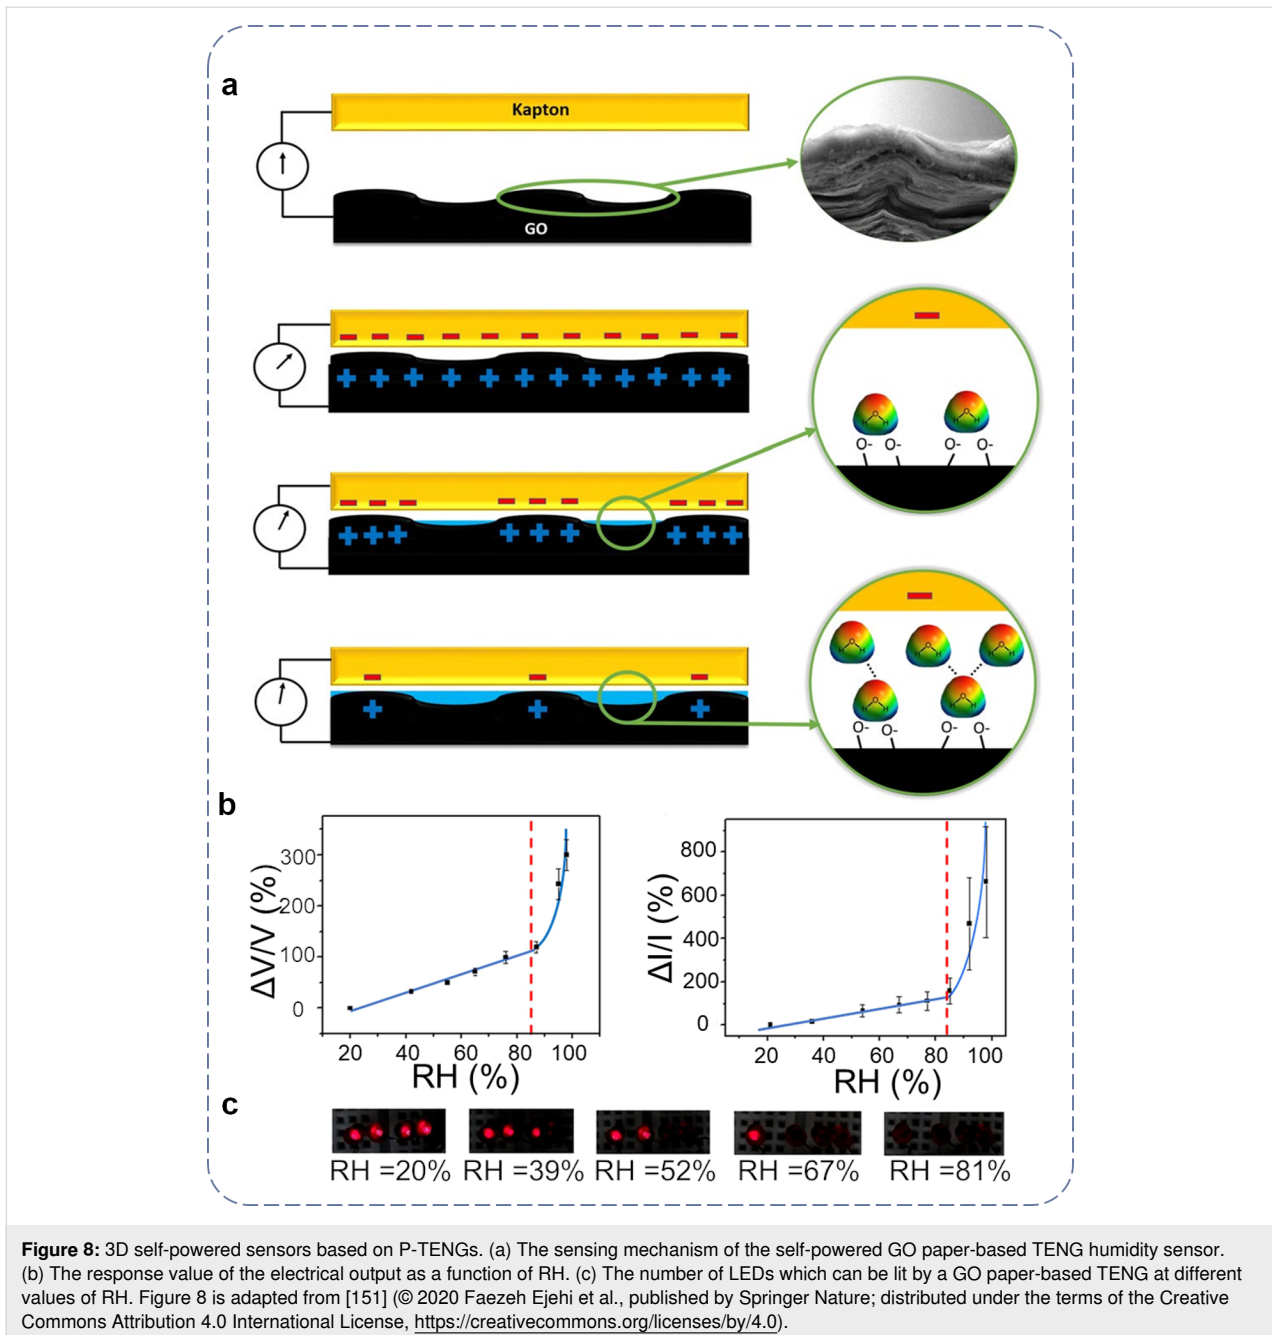 a
Kapton
GO
O- O- O- O-
H O H H O H
H O H H O H H O H
H O H H O H
O- O- O- O-
b
ΔV/V (%)
300
200
100
0
20 40 60 80 100
RH (%)
ΔI/I (%)
800
600
400
200
0
20 40 60 80 100
RH (%)
c
RH =20% RH =39% RH =52% RH =67% RH =81%
Figure 8: 3D self-powered sensors based on P-TENGs. (a) The sensing mechanism of the self-powered GO paper-based TENG humidity sensor.
(b) The response value of the electrical output as a function of RH. (c) The number of LEDs which can be lit by a GO paper-based TENG at different
values of RH. Figure 8 is adapted from [151] (© 2020 Faezeh Ejehi et al., published by Springer Nature; distributed under the terms of the Creative
Commons Attribution 4.0 International License, https://creativecommons.org/licenses/by/4.0).